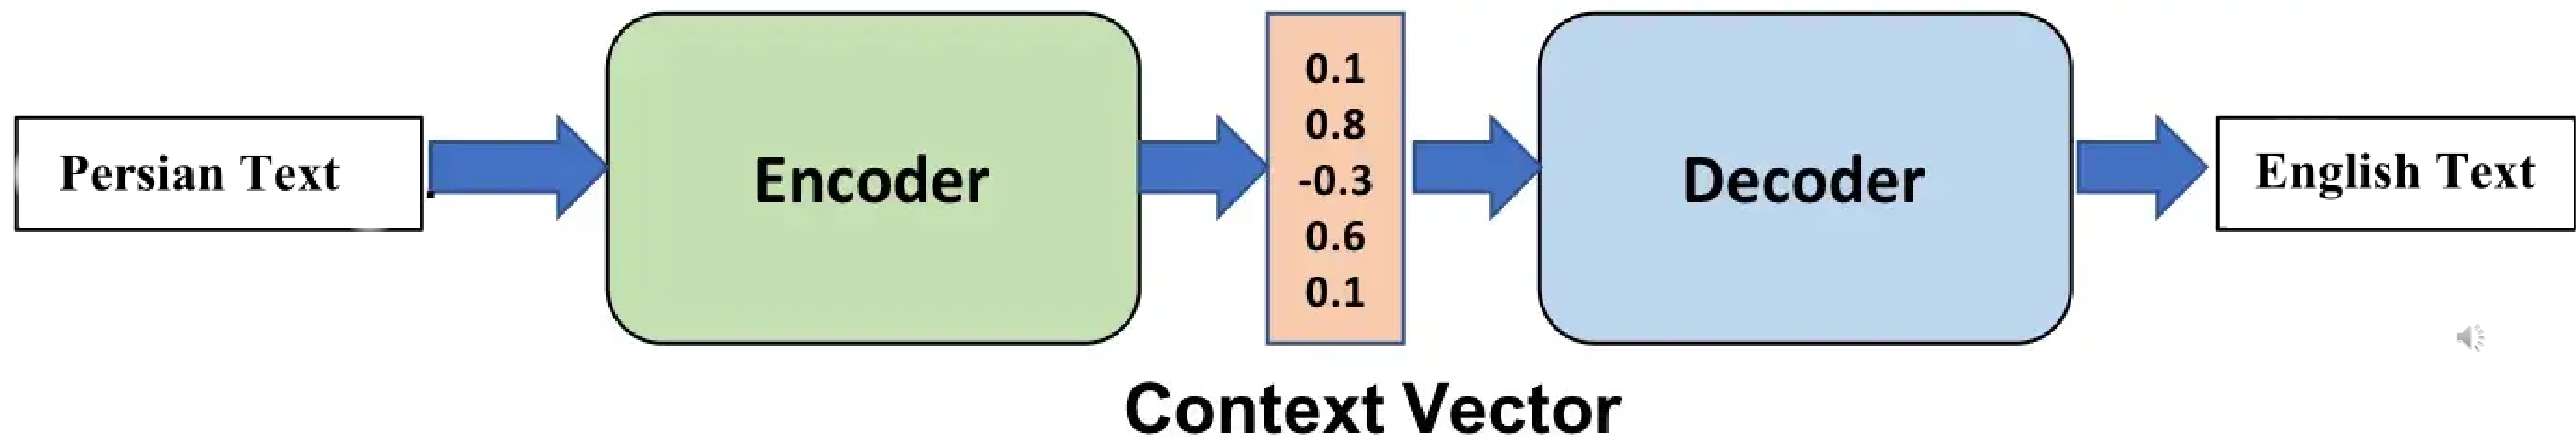 Persian Text
Encoder
0.1
0.8
-0.3
0.6
0.1
Decoder
English Text
Context Vector